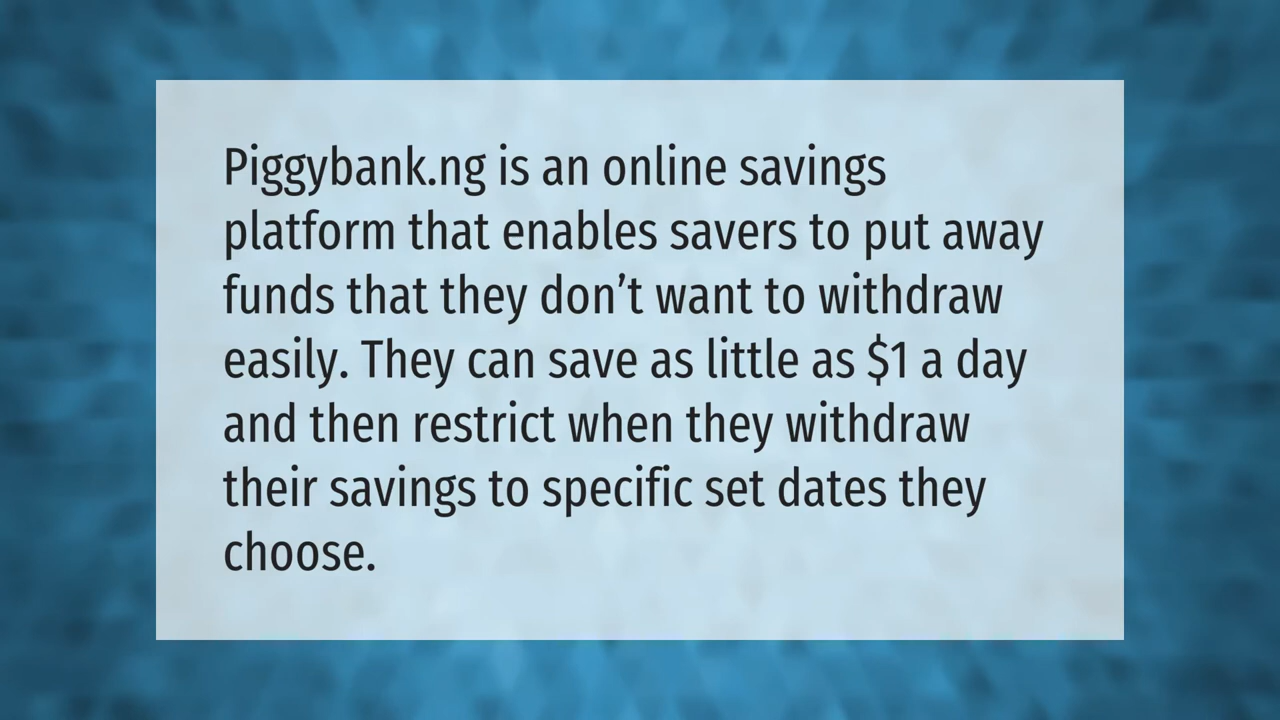 Piggybank.ng is an online savings
platform that enables savers to put away
funds that they don’t want to withdraw
easily. They can save as little as $1 a day
and then restrict when they withdraw
their savings to specific set dates they
choose.